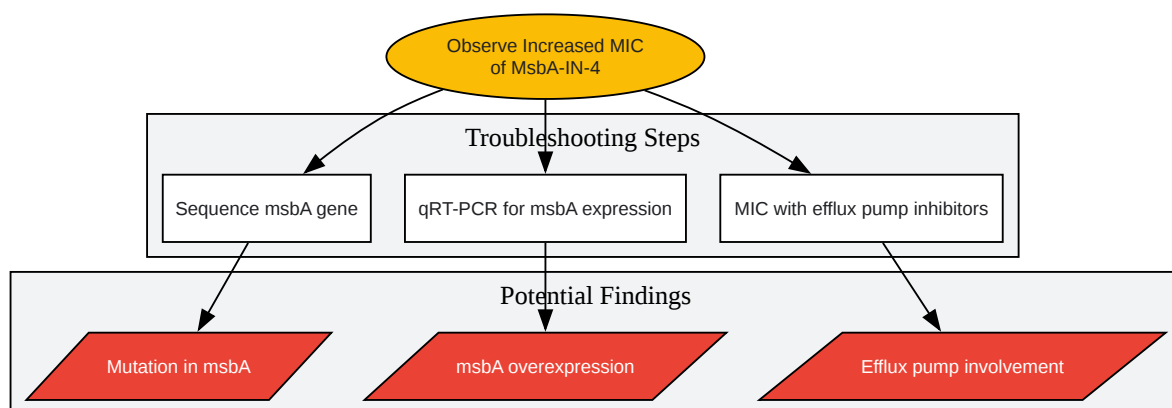 Observe Increased MIC
of MsbA-IN-4
Troubleshooting Steps
Sequence msbA gene
qRT-PCR for msbA expression
MIC with efflux pump inhibitors
Potential Findings
Mutation in msbA
msbA overexpression
Efflux pump involvement